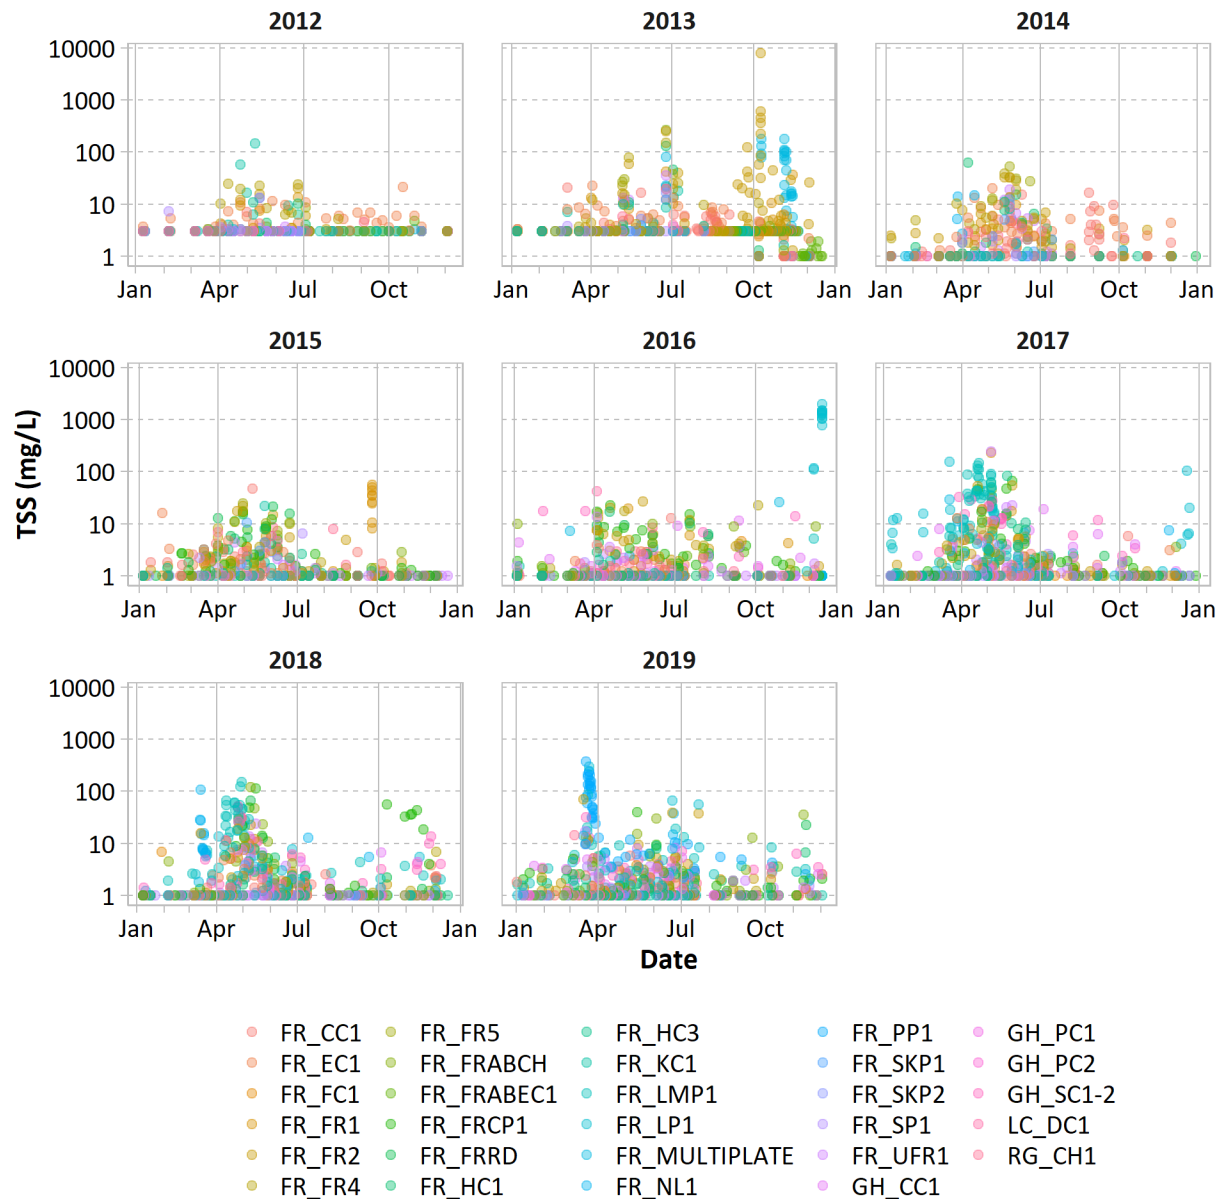 2012 2013 2014
10000
1000
100
10
1
Jan Apr Jul Oct Jan Apr Jul Oct Jan Jan Apr Jul Oct Jan
2015 2016 2017
TSS (mg/L)
10000
1000
100
10
1
Jan Apr Jul Oct Jan Jan Apr Jul Oct Jan Apr Jul Oct Jan
2018 2019
10000
1000
100
10
1
Jan Apr Jul Oct Jan Jan Apr Jul Oct
Date
FR_CC1 FR_FR5 FR_HC3 FR_PP1 GH_PC1
FR_EC1 FR_FRABCH FR_KC1 FR_SKP1 GH_PC2
FR_FC1 FR_FRABEC1 FR_LMP1 FR_SKP2 GH_SC1-2
FR_FR1 FR_FRCP1 FR_LP1 FR_SP1 LC_DC1
FR_FR2 FR_FRRD FR_MULTIPLATE FR_UFR1 RG_CH1
FR_FR4 FR_HC1 FR_NL1 GH_CC1